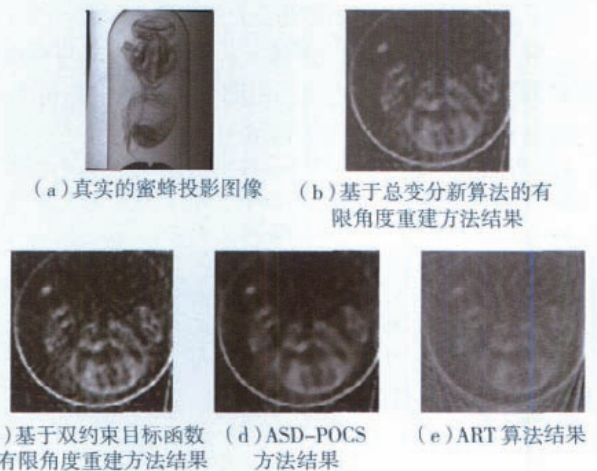 (a)真实的蜜蜂投影图像
(b)基于总变分新算法的有
限角度重建方法结果
)基于双约束目标函数
有限角度重建方法结果
(d)ASD-POCS
方法结果
(e)ART 算法结果